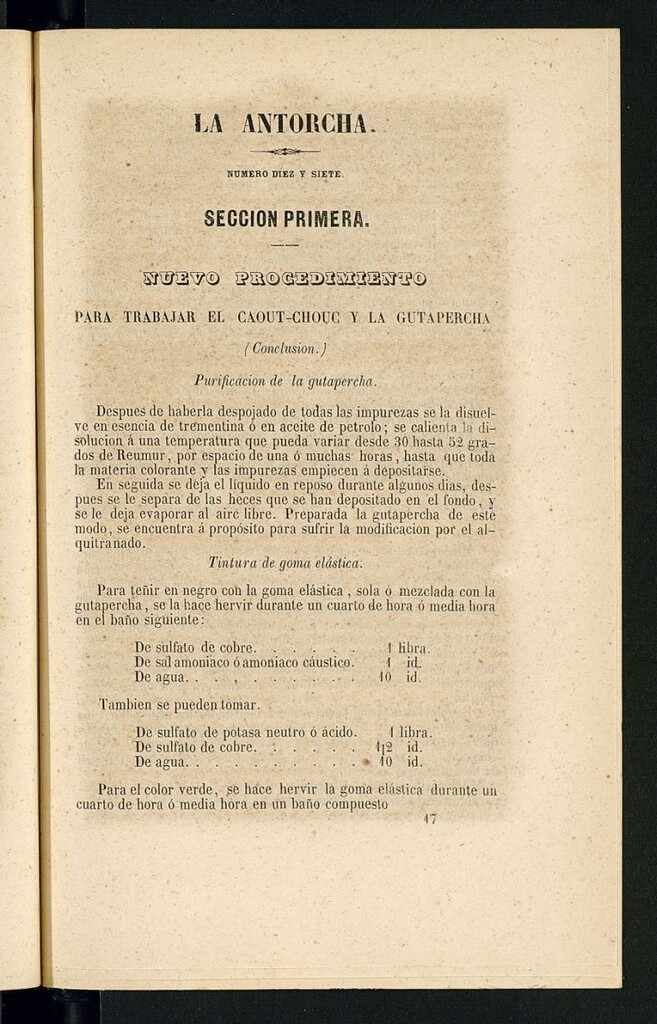 LA ANTORCHA.
NUMERO DIEZ Y SIETE.
SECCION PRIMERA.
NUEVO PROCEDIMIENTO
PARA TRABAJAR EL CAOUT-CHOUC Y LA GUTAPERCHA
(Conclusion.)
Purificacion de la gutapercha.
Despues de haberla despojado de todas las impurezas se la disuel-
ve en esencia de trementina ó en aceite de petrolo; se calienta la di-
solucion á una temperatura que pueda variar desde 30 hasta 52 gra-
dos de Reumur, por espacio de una ó muchas horas, hasta que toda
la materia colorante y las impurezas empiecen á depositarse.
En seguida se deja el líquido en reposo durante algunos dias, des-
pues se le separa de las heces que se han depositado en el fondo, y
se le deja evaporar al aire libre. Preparada la gutapercha de este
modo, se encuentra á propósito para sufrir la modificacion por el al-
quitranado.
Tintura de goma elástica.
Para teñir en negro con la goma elástica, sola ó mezclada con la
gutapercha, se la hace hervir durante un cuarto de hora ó media hora
en el baño siguiente:
De sulfato de cobre. . . . . . 1 libra.
De sal amoniaco ó amoniaco cáustico. 1 id.
De agua. . . . . . . . . 10 id.
Tambien se pueden tomar.
De sulfato de potasa neutro ó ácido. 1 libra.
De sulfato de cobre. . . . . . 1|2 id.
De agua. . . . . . . . . 10 id.
Para el color verde, se hace hervir la goma elástica durante un
cuarto de hora ó media hora en un baño compuesto
17